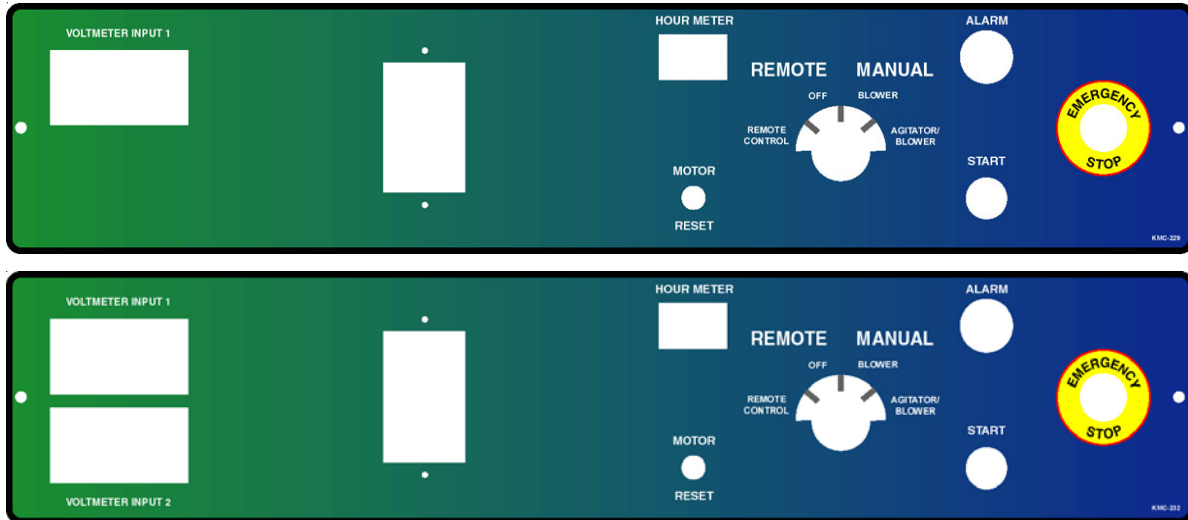 VOLTMETER INPUT 1
HOUR METER
ALARM
REMOTE MANUAL
OFF BLOWER
REMOTE
CONTROL
AGITATOR/
BLOWER
EMERGENCY
STOP
MOTOR
RESET
START
KMC-229
VOLTMETER INPUT 1
HOUR METER
ALARM
REMOTE MANUAL
OFF BLOWER
REMOTE
CONTROL
AGITATOR/
BLOWER
EMERGENCY
STOP
MOTOR
RESET
START
VOLTMETER INPUT 2
KMC-232